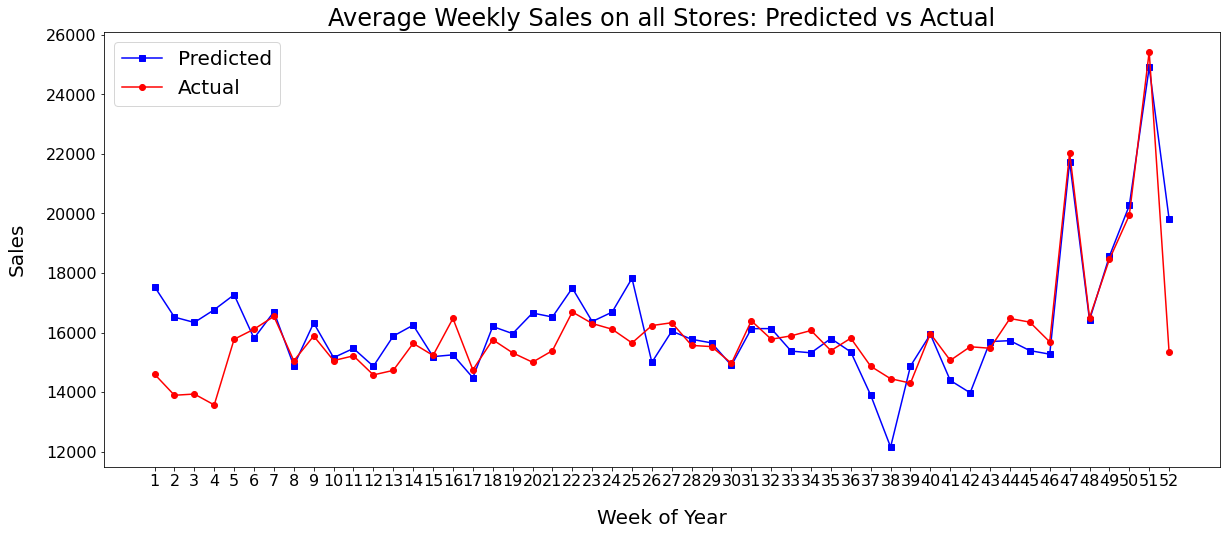 Average Weekly Sales on all Stores: Predicted vs Actual
26000
24000
22000
20000
18000
16000
14000
12000
Sales
Predicted
Actual
1 2 3 4 5 6 7 8 9 10 11 12 13 14 15 16 17 18 19 20 21 22 23 24 25 26 27 28 29 30 31 32 33 34 35 36 37 38 39 40 41 42 43 44 45 46 47 48 49 50 51 52
Week of Year